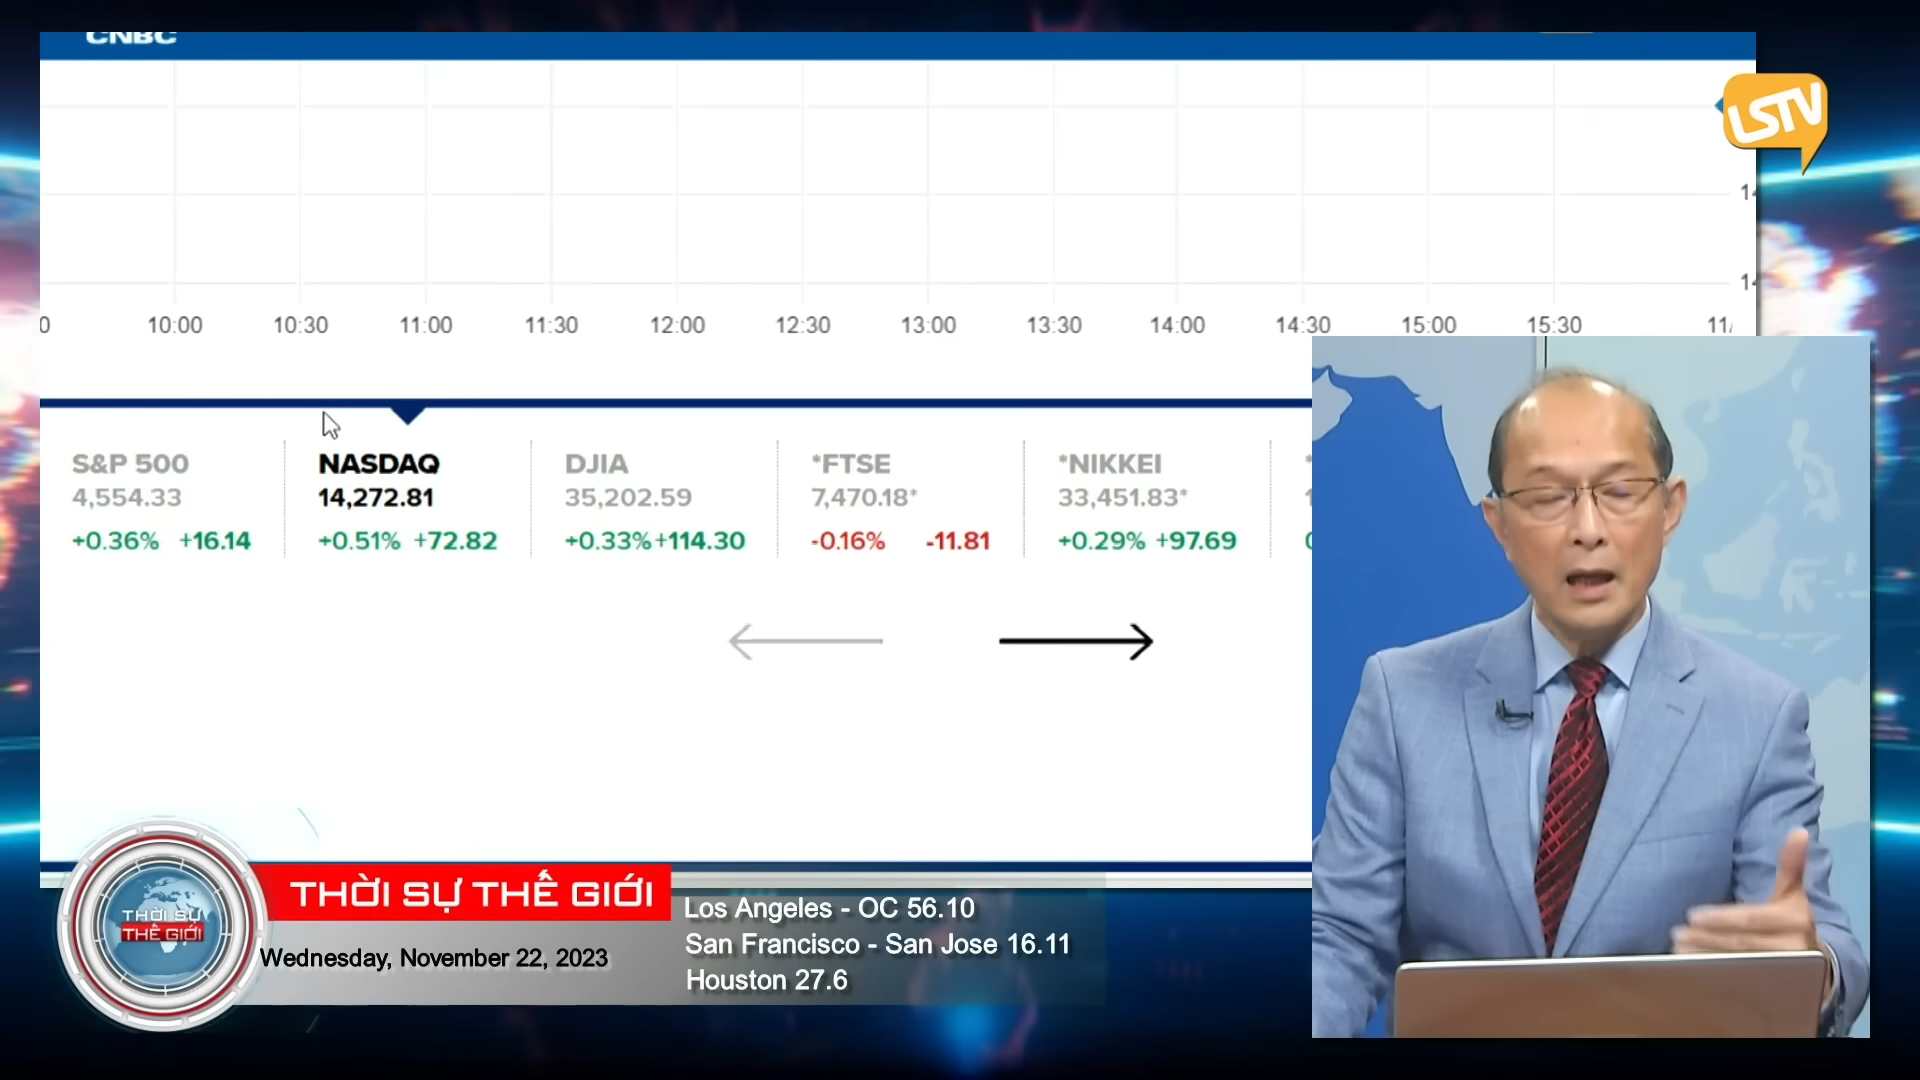 CNBC
LSTV
10:00 10:30 11:00 11:30 12:00 12:30 13:00 13:30 14:00 14:30 15:00 15:30
S&P 500
4,554.33
+0.36% +16.14
NASDAQ
14,272.81
+0.51% +72.82
DJIA
35,202.59
+0.33% +114.30
*FTSE
7,470.18*
-0.16% -11.81
*NIKKEI
33,451.83*
+0.29% +97.69
THỜI SỰ
THẾ GIỚI
THỜI SỰ THẾ GIỚI
Wednesday, November 22, 2023
Los Angeles - OC 56.10
San Francisco - San Jose 16.11
Houston 27.6